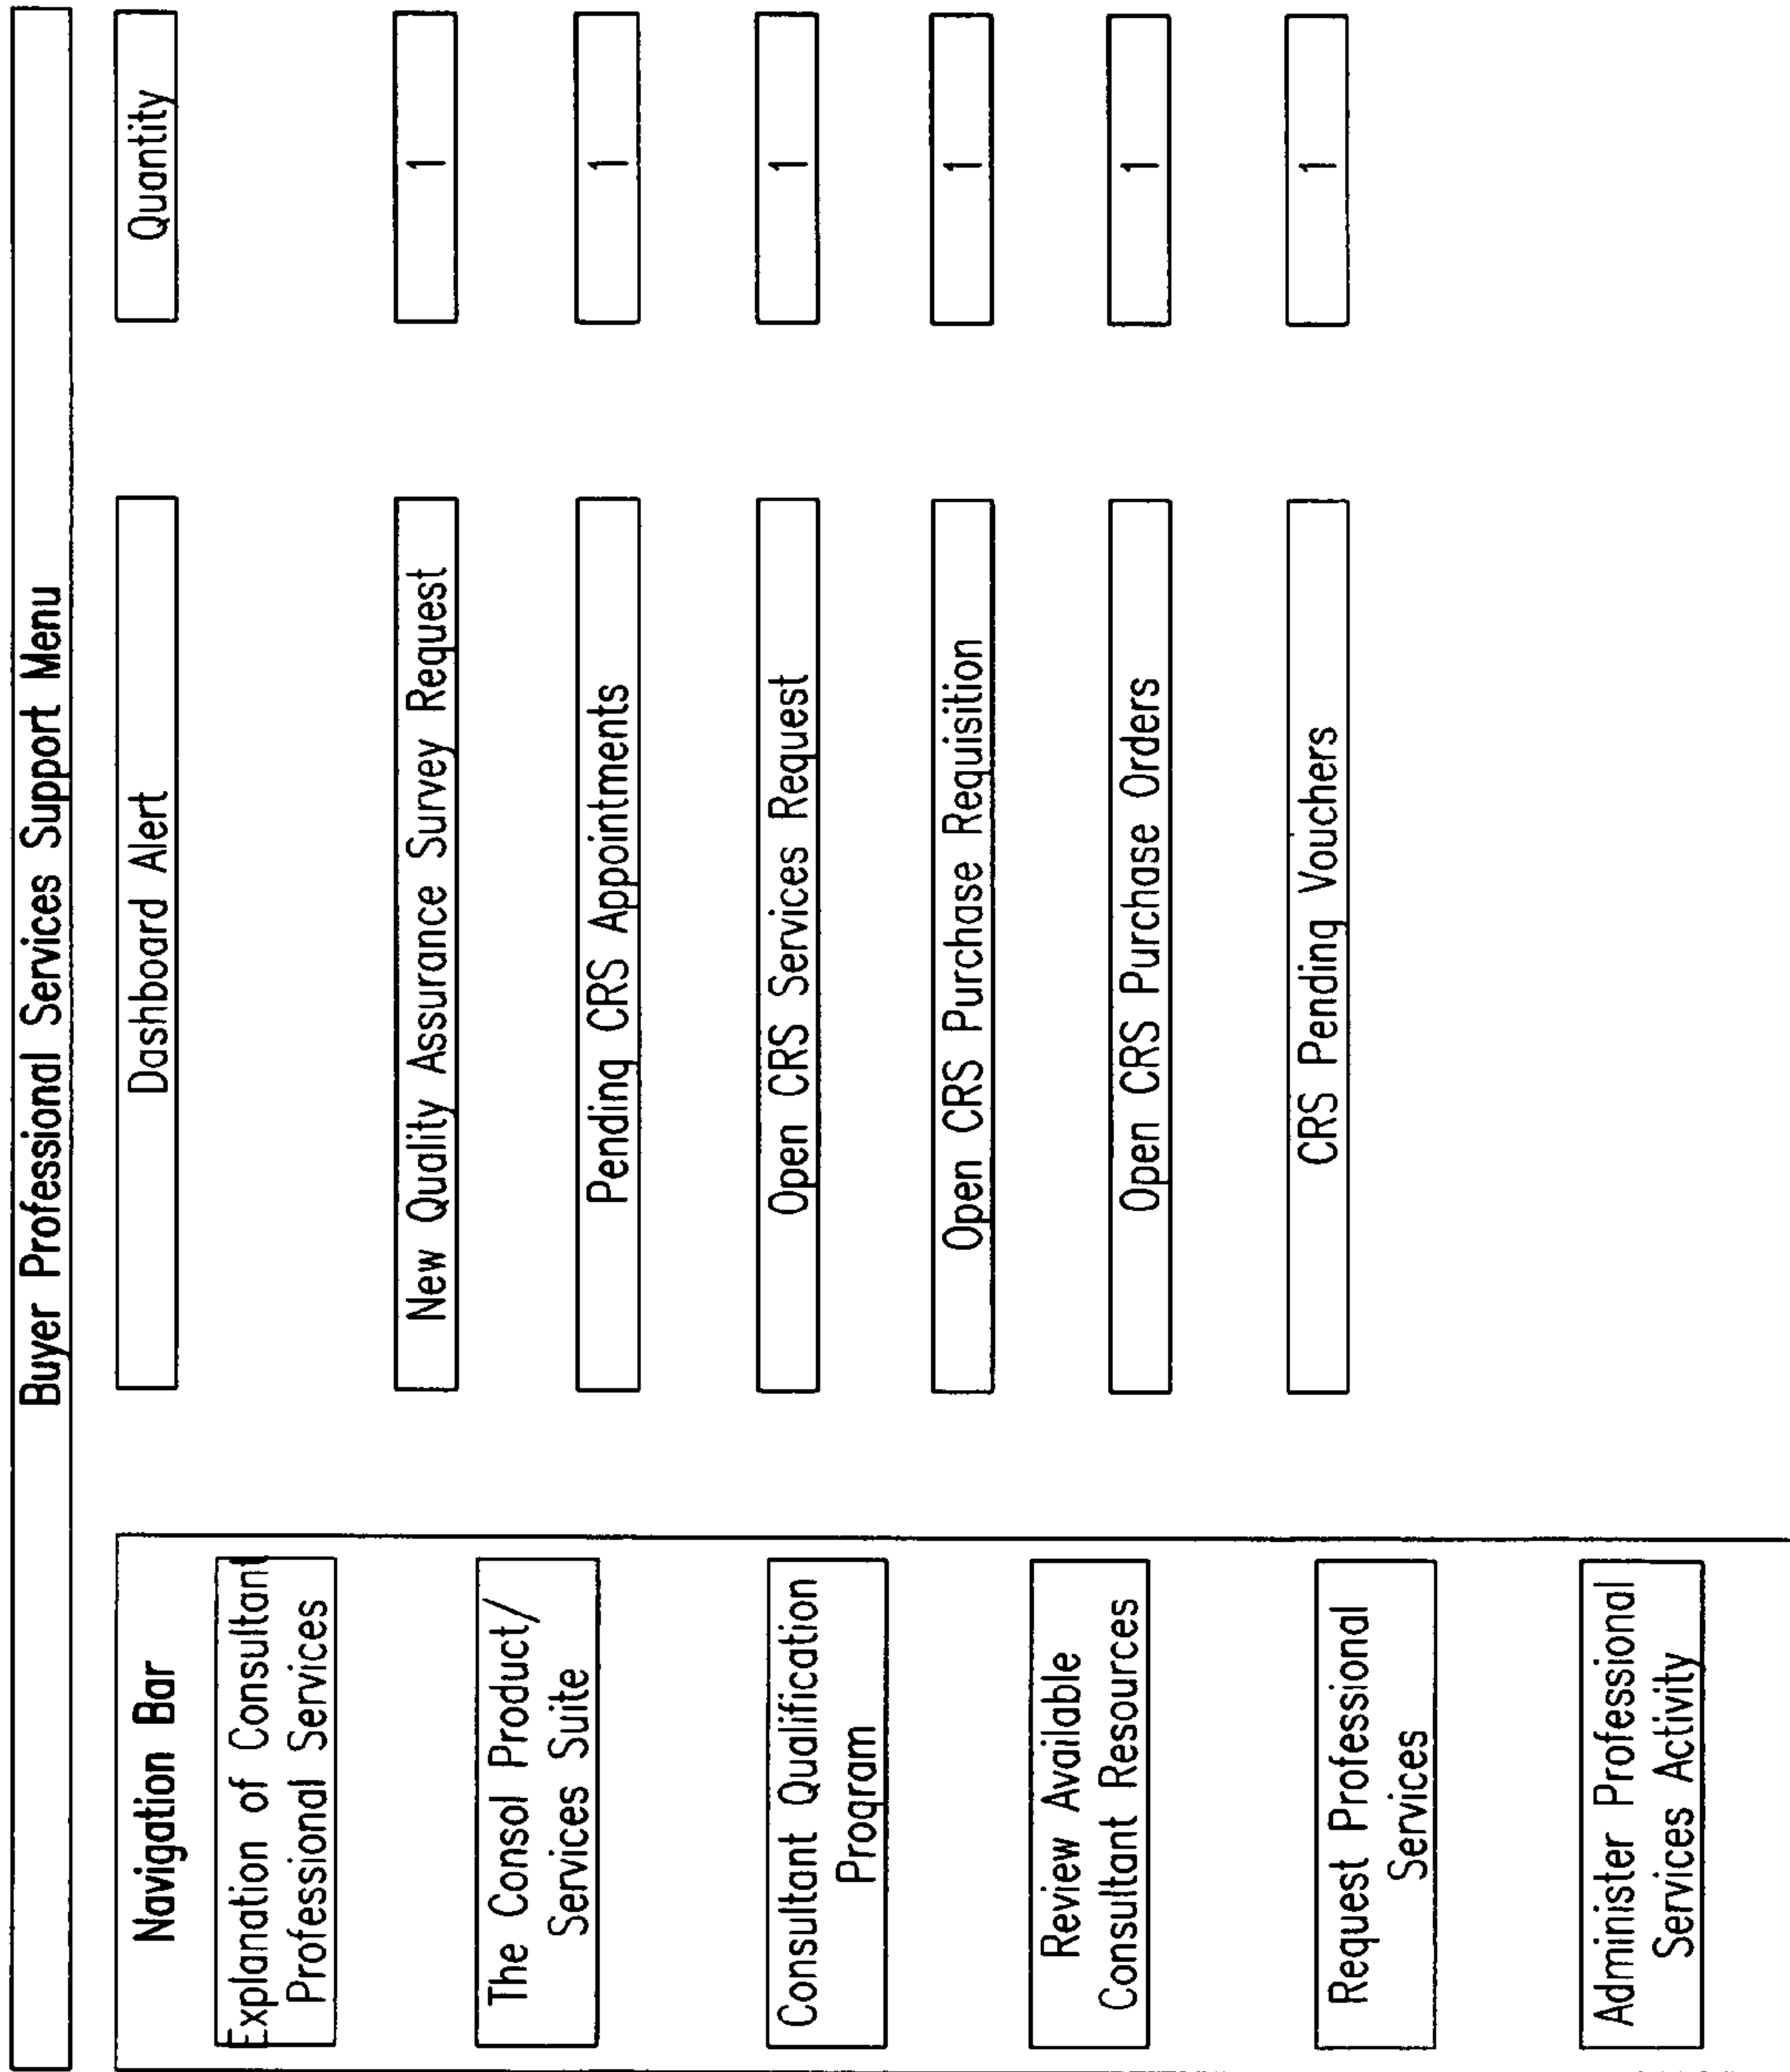 Buyer Professional Services Support Menu
Navigation Bar
Explanation of Consultant
Professional Services
The Consol Product/
Services Suite
Consultant Qualification
Program
Review Available
Consultant Resources
Request Professional
Services
Administer Professional
Services Activity
Dashboard Alert
Quantity
New Quality Assurance Survey Request
1
Pending CRS Appointments
1
Open CRS Services Request
1
Open CRS Purchase Requisition
1
Open CRS Purchase Orders
1
CRS Pending Vouchers
1